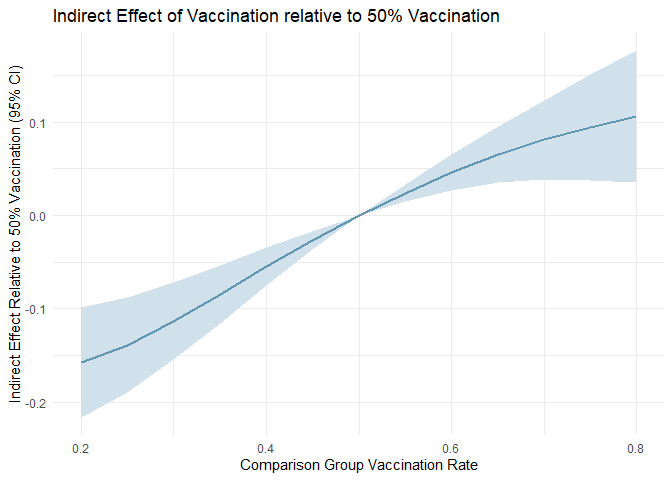 Indirect Effect of Vaccination relative to 50% Vaccination
Indirect Effect Relative to 50% Vaccination (95% CI)
0.1
0.0
-0.1
-0.2
0.2 0.4 0.6 0.8
Comparison Group Vaccination Rate